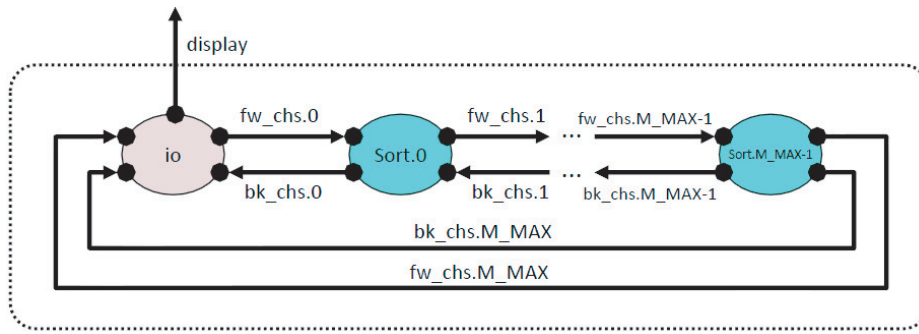 display
fw_chs.0
fw_chs.1
... fw_chs.M_MAX-1
io
Sort.0
Sort.M_MAX-1
bk_chs.0
bk_chs.1
... bk_chs.M_MAX-1
bk_chs.M_MAX
fw_chs.M_MAX